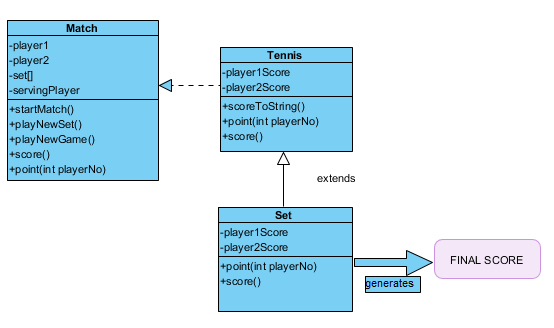 Match
-player1
-player2
-set[]
-servingPlayer
+startMatch()
+playNewSet()
+playNewGame()
+score()
+point(int playerNo)
Tennis
-player1Score
-player2Score
+scoreToString()
+point(int playerNo)
+score()
extends
Set
-player1Score
-player2Score
+point(int playerNo)
+score()
generates
FINAL SCORE